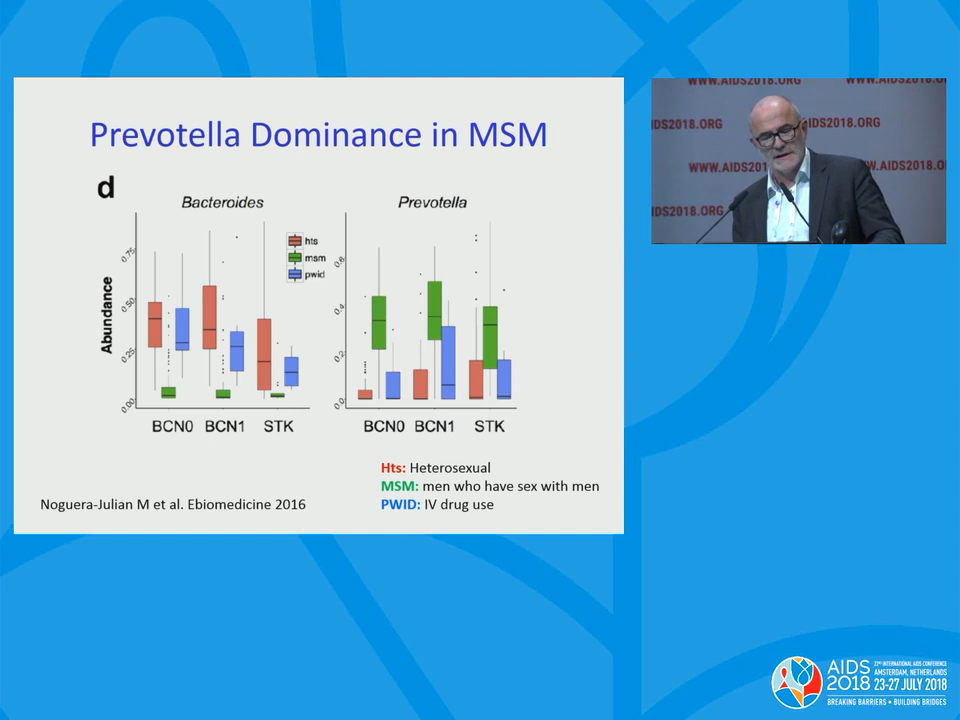 Prevotella Dominance in MSM
d
Bacteroides
Prevotella
hts
msm
pwid
Abundance
0.75
0.50
0.25
0.00
0.6
0.4
0.2
0.0
BCN0 BCN1 STK
BCN0 BCN1 STK
Hts: Heterosexual
MSM: men who have sex with men
PWID: IV drug use
Noguera-Julian M et al. Ebiomedicine 2016
WWW.AIDS2018.ORG
WWW.AIDS2018.O
IDS2018.ORG
IDS2018.ORG
WWW.AIDS2018.ORG
W.AIDS2018.O
IDS2018.ORG
AIDS 2018
22ND INTERNATIONAL AIDS CONFERENCE
AMSTERDAM, NETHERLANDS
23-27 JULY 2018
BREAKING BARRIERS • BUILDING BRIDGES